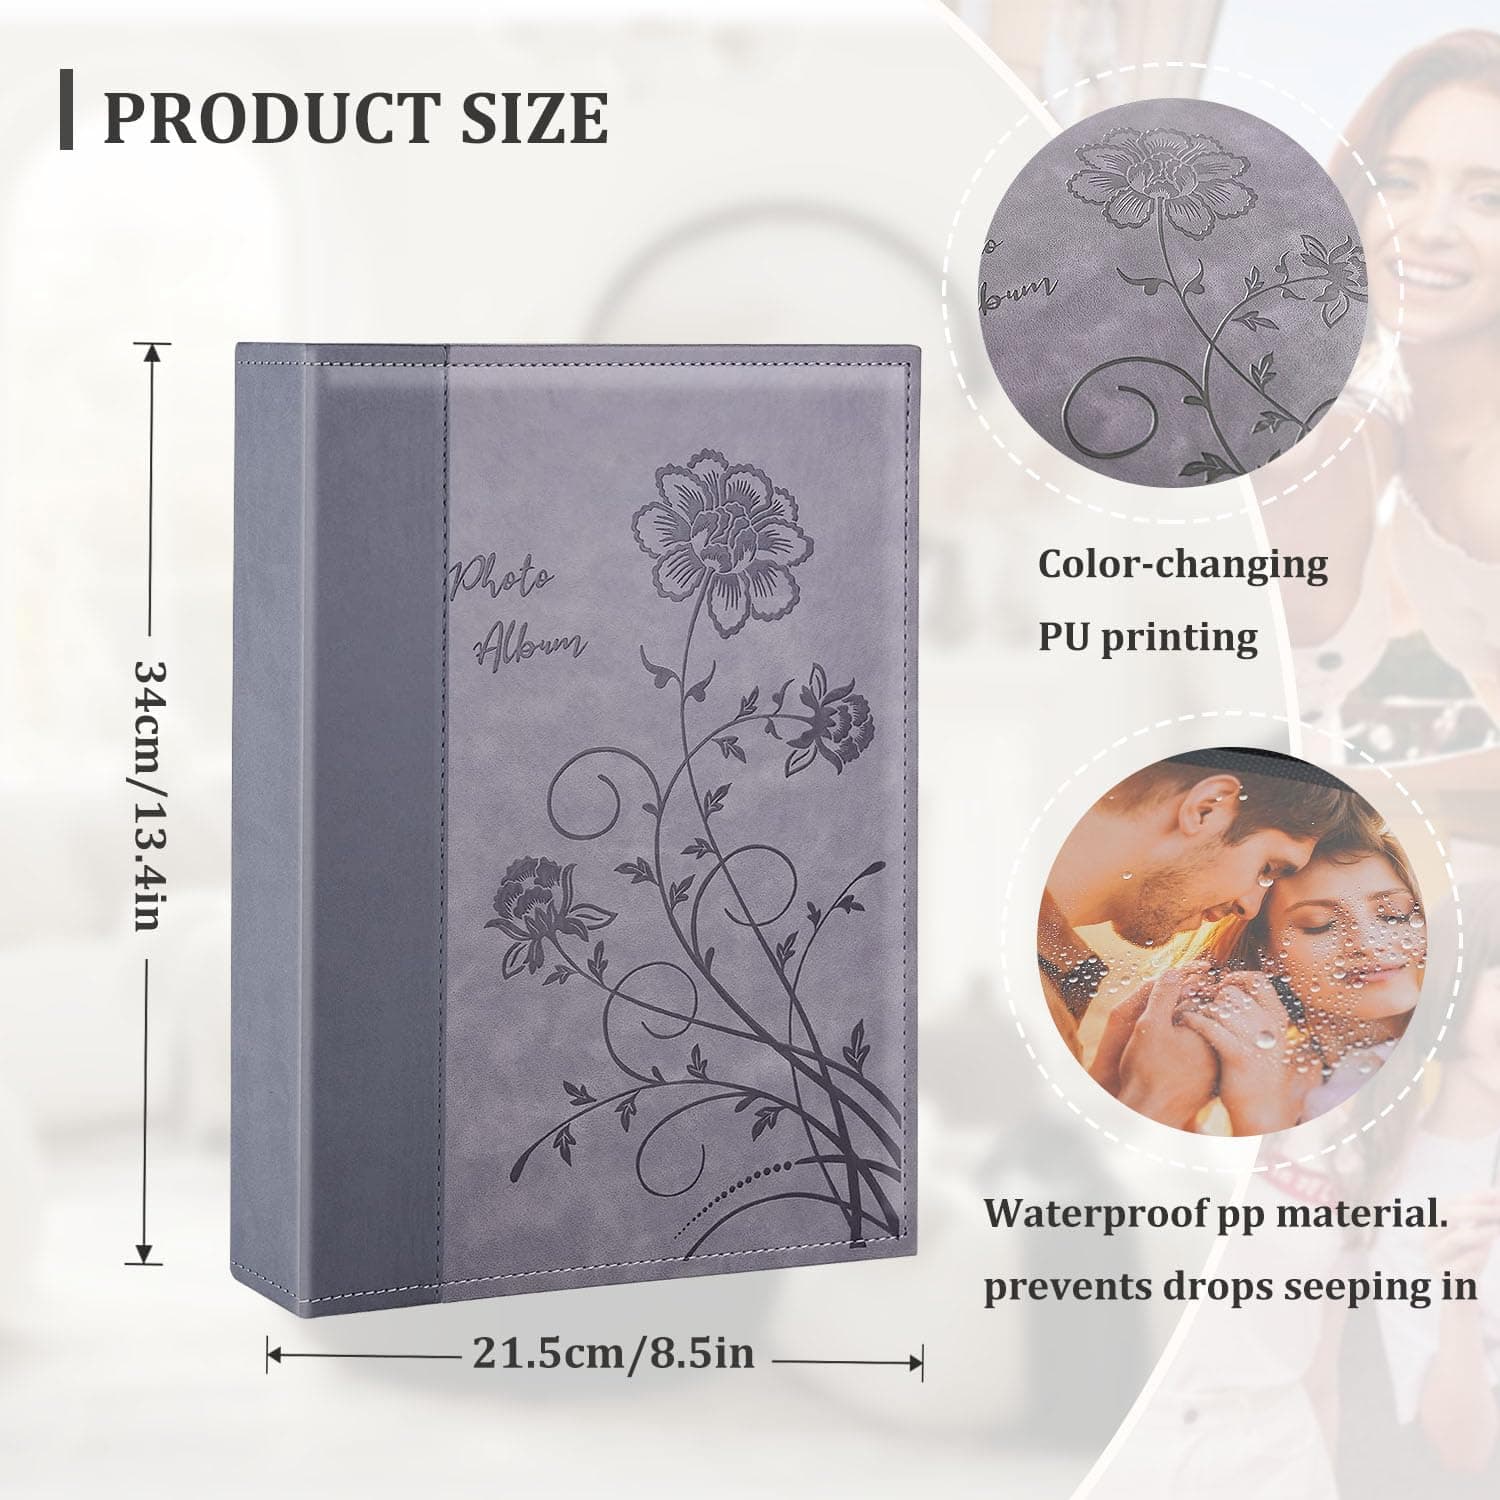 PRODUCT SIZE
Photo
Album
34cm/13.4in
21.5cm/8.5in
o
bum
Color-changing
PU printing
Waterproof pp material.
prevents drops seeping in